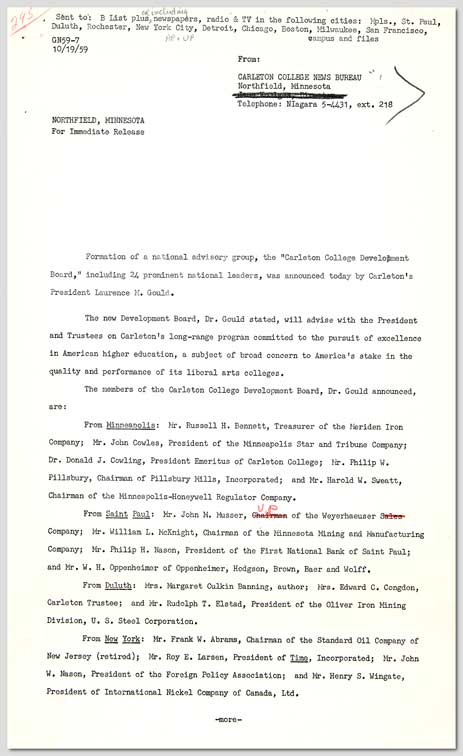 293
Sent to: B List plus, newspapers, radio & TV in the following cities: Mpls., St. Paul,
or including
Duluth, Rochester, New York City, Detroit, Chicago, Boston, Milwaukee, San Francisco,
AP & UP
campus and files
GN59-7
10/19/59
From:
CARLETON COLLEGE NEWS BUREAU
Northfield, Minnesota
Telephone: NIagara 5-4431, ext. 218
NORTHFIELD, MINNESOTA
For Immediate Release
Formation of a national advisory group, the "Carleton College Development
Board," including 24 prominent national leaders, was announced today by Carleton's
President Laurence M. Gould.
The new Development Board, Dr. Gould stated, will advise with the President
and Trustees on Carleton's long-range program committed to the pursuit of excellence
in American higher education, a subject of broad concern to America's stake in the
quality and performance of its liberal arts colleges.
The members of the Carleton College Development Board, Dr. Gould announced,
are:
From Minneapolis: Mr. Russell H. Bennett, Treasurer of the Meriden Iron
Company; Mr. John Cowles, President of the Minneapolis Star and Tribune Company;
Dr. Donald J. Cowling, President Emeritus of Carleton College; Mr. Philip W.
Pillsbury, Chairman of Pillsbury Mills, Incorporated; and Mr. Harold W. Sweatt,
Chairman of the Minneapolis-Honeywell Regulator Company.
VP
From Saint Paul: Mr. John N. Musser, Chairman of the Weyerhaeuser Sales
Company; Mr. William L. McKnight, Chairman of the Minnesota Mining and Manufacturing
Company; Mr. Philip H. Nason, President of the First National Bank of Saint Paul;
and Mr. W. H. Oppenheimer of Oppenheimer, Hodgson, Brown, Baer and Wolff.
From Duluth: Mrs. Margaret Culkin Banning, author; Mrs. Edward C. Congdon,
Carleton Trustee; and Mr. Rudolph T. Elstad, President of the Oliver Iron Mining
Division, U. S. Steel Corporation.
From New York: Mr. Frank W. Abrams, Chairman of the Standard Oil Company of
New Jersey (retired); Mr. Roy E. Larsen, President of Time, Incorporated; Mr. John
W. Nason, President of the Foreign Policy Association; and Mr. Henry S. Wingate,
President of International Nickel Company of Canada, Ltd.
-more-